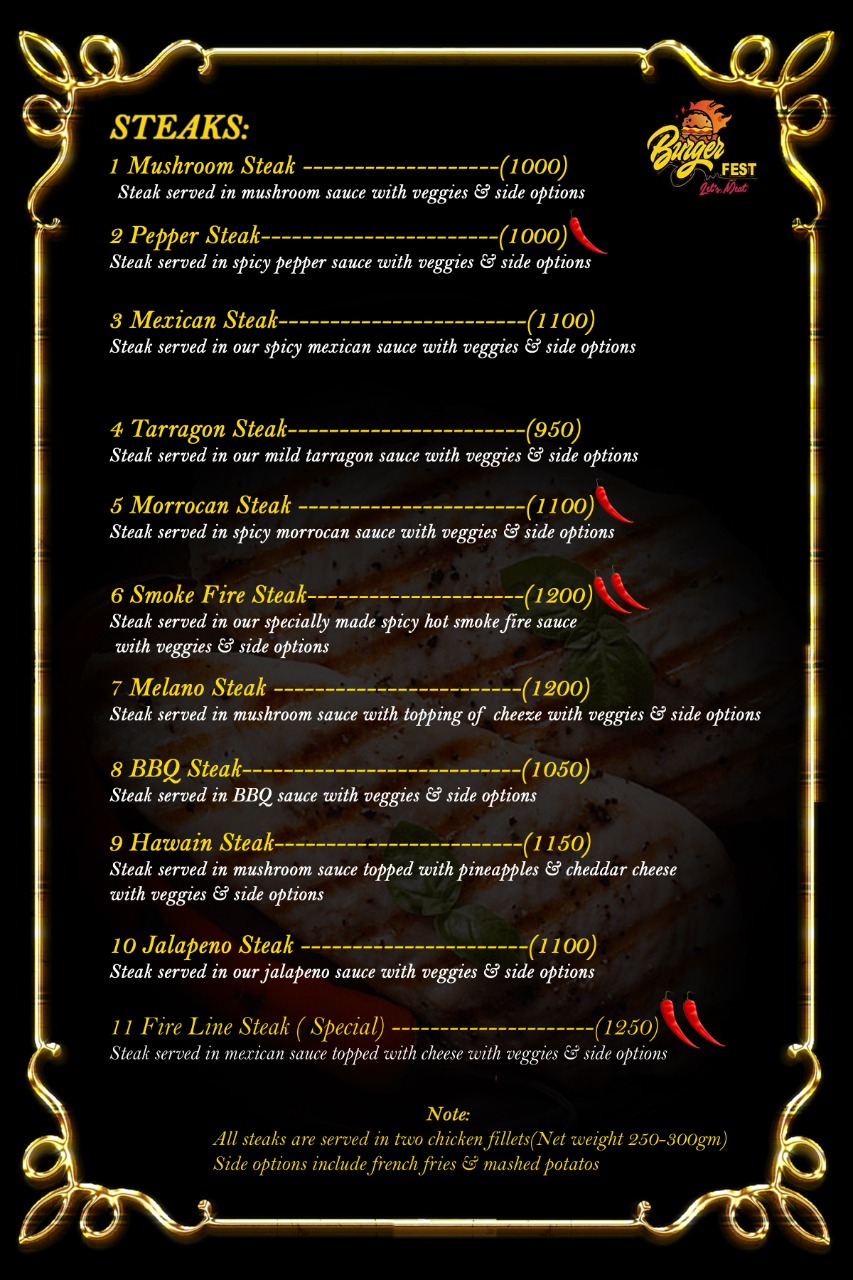 STEAKS:
Burger
FEST
Let's Meat
1 Mushroom Steak -------------------(1000)
Steak served in mushroom sauce with veggies & side options
2 Pepper Steak-----------------------(1000)
Steak served in spicy pepper sauce with veggies & side options
3 Mexican Steak------------------------(1100)
Steak served in our spicy mexican sauce with veggies & side options
4 Tarragon Steak-----------------------(950)
Steak served in our mild tarragon sauce with veggies & side options
5 Morrocan Steak ----------------------(1100)
Steak served in spicy morrocan sauce with veggies & side options
6 Smoke Fire Steak---------------------(1200)
Steak served in our specially made spicy hot smoke fire sauce
with veggies & side options
7 Melano Steak ------------------------(1200)
Steak served in mushroom sauce with topping of cheeze with veggies & side options
8 BBQ Steak---------------------------(1050)
Steak served in BBQ sauce with veggies & side options
9 Hawain Steak------------------------(1150)
Steak served in mushroom sauce topped with pineapples & cheddar cheese
with veggies & side options
10 Jalapeno Steak ----------------------(1100)
Steak served in our jalapeno sauce with veggies & side options
11 Fire Line Steak ( Special) --------------------(1250)
Steak served in mexican sauce topped with cheese with veggies & side options
Note:
All steaks are served in two chicken fillets(Net weight 250-300gm)
Side options include french fries & mashed potatos